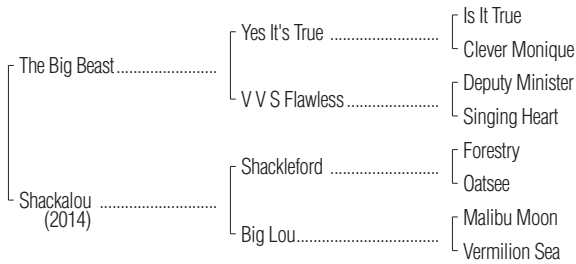 Is It True
Yes It's True ....................
Clever Monique
The Big Beast....................
Deputy Minister
V V S Flawless ..................
Singing Heart
Forestry
Shackleford .....................
Oatsee
Shackalou .......................
(2014)
Malibu Moon
Big Lou............................
Vermilion Sea